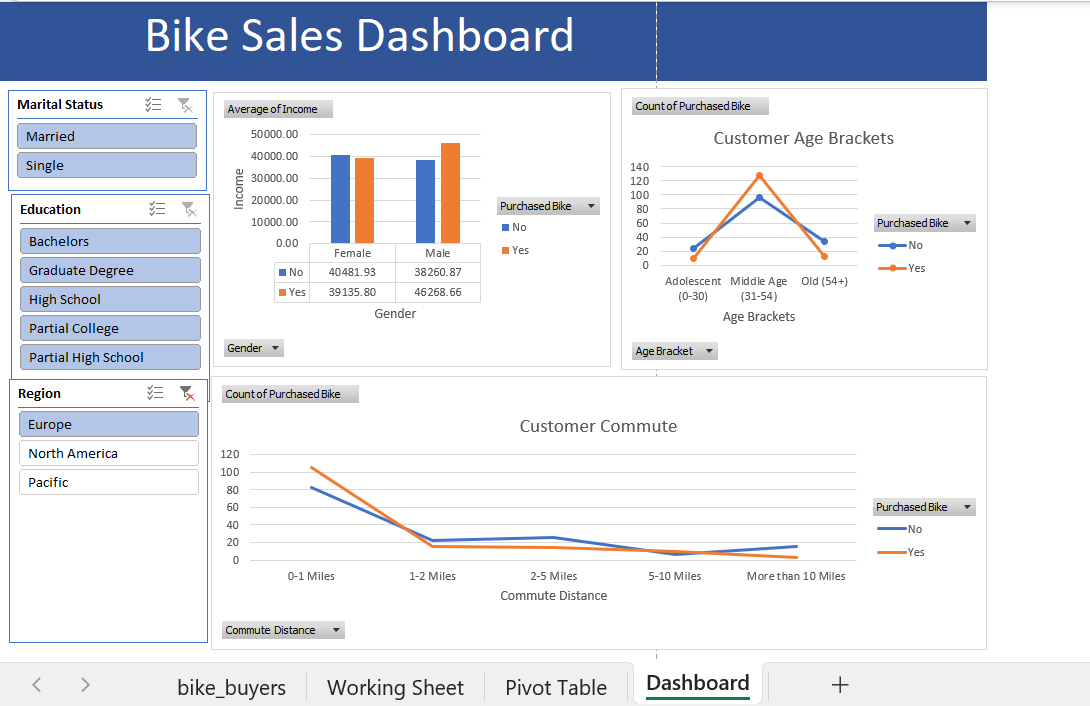 Bike Sales Dashboard
Marital Status
Married
Single
Education
Bachelors
Graduate Degree
High School
Partial College
Partial High School
Region
Europe
North America
Pacific
Average of Income
50000.00
40000.00
30000.00
20000.00
10000.00
0.00
Income
Female Male
No 40481.93 38260.87
Yes 39135.80 46268.66
Gender
Purchased Bike
No
Yes
Gender
Count of Purchased Bike
Customer Age Brackets
140
120
100
80
60
40
20
0
Adolescent (0-30)
Middle Age (31-54)
Old (54+)
Age Brackets
Purchased Bike
No
Yes
Age Bracket
Count of Purchased Bike
Customer Commute
120
100
80
60
40
20
0
0-1 Miles 1-2 Miles 2-5 Miles 5-10 Miles More than 10 Miles
Commute Distance
Purchased Bike
No
Yes
Commute Distance
bike_buyers Working Sheet Pivot Table Dashboard